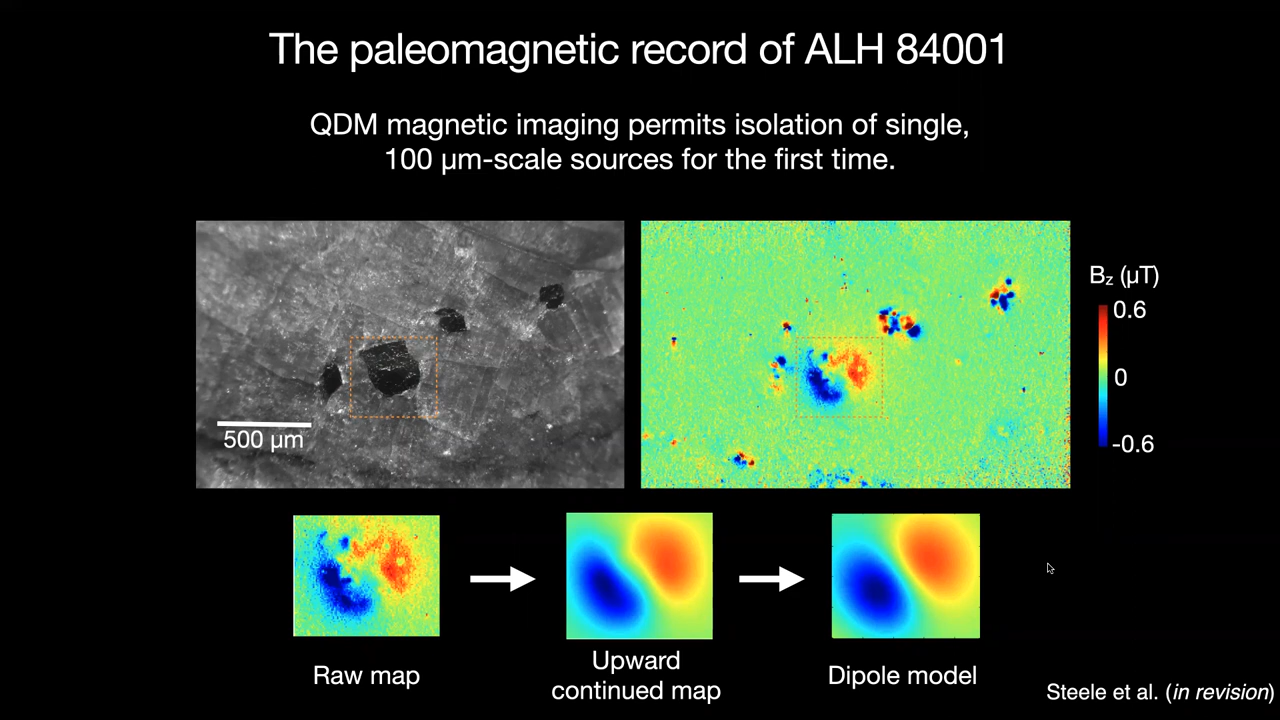 The paleomagnetic record of ALH 84001
QDM magnetic imaging permits isolation of single,
100 µm-scale sources for the first time.
500 µm
B₂ (µT)
0.6
0
-0.6
Raw map
Upward
continued map
Dipole model
Steele et al. (in revision)